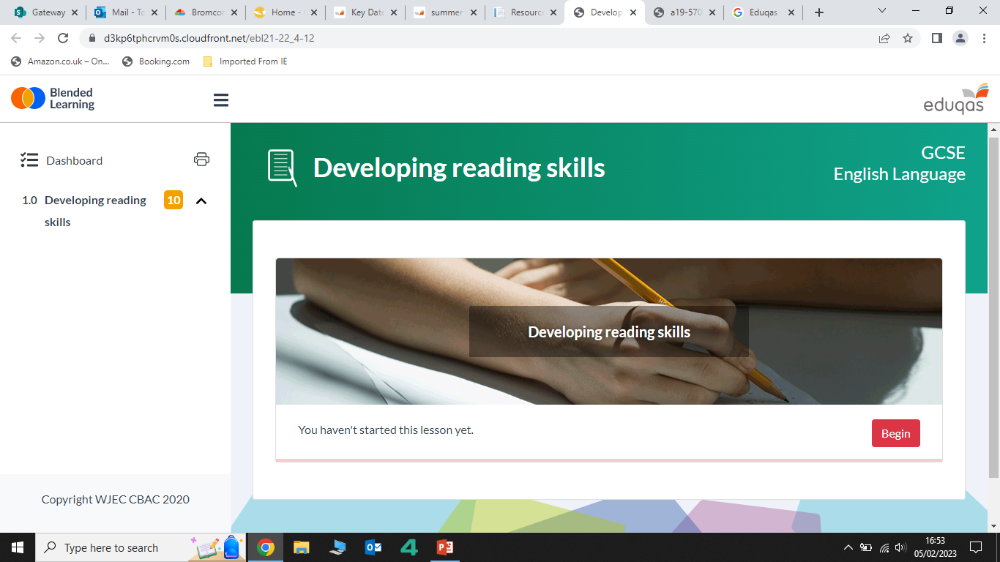 Gateway
Mail - To
Bromcor
Home -
Key Date
summer
Resource
Develop
a19-570
Eduqas
d3kp6tphcrvm0s.cloudfront.net/ebl21-22_4-12
Amazon.co.uk – On...
Booking.com
Imported From IE
Blended
Learning
eduqas
Dashboard
1.0 Developing reading 10
skills
Developing reading skills
GCSE
English Language
Developing reading skills
You haven't started this lesson yet.
Begin
Copyright WJEC CBAC 2020
Type here to search
16:53
05/02/2023